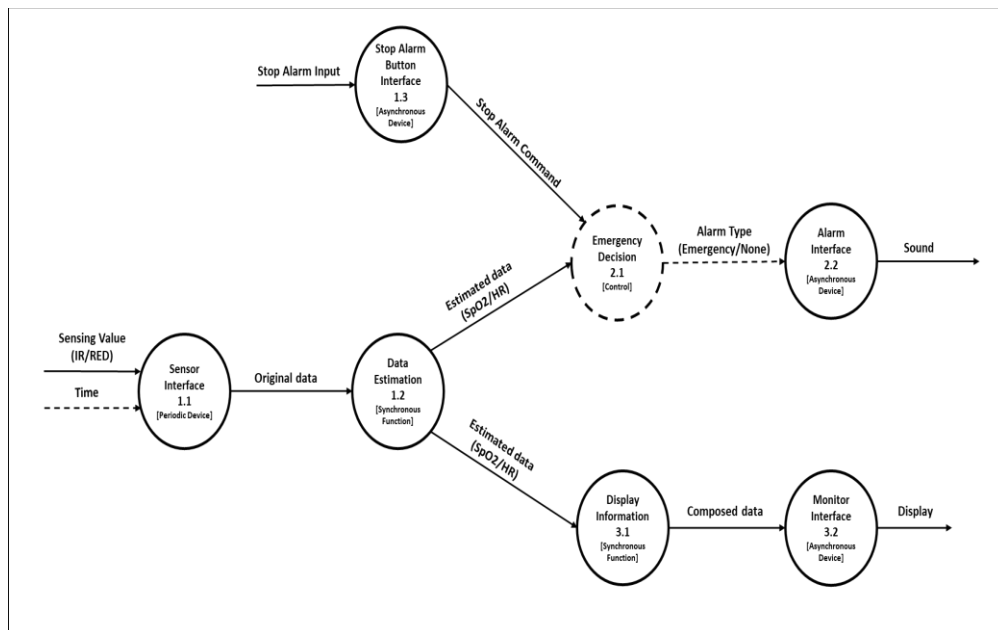 Stop Alarm Input
Stop Alarm
Button
Interface
1.3
[Asynchronous
Device]
Stop Alarm Command
Emergency
Decision
2.1
[Control]
Alarm Type
(Emergency/None)
Alarm
Interface
2.2
[Asynchronous
Device]
Sound
Sensing Value
(IR/RED)
Time
Sensor
Interface
1.1
[Periodic Device]
Original data
Data
Estimation
1.2
[Synchronous
Function]
Estimated data
(SpO2/HR)
Estimated data
(SpO2/HR)
Display
Information
3.1
[Synchronous
Function]
Composed data
Monitor
Interface
3.2
[Asynchronous
Device]
Display